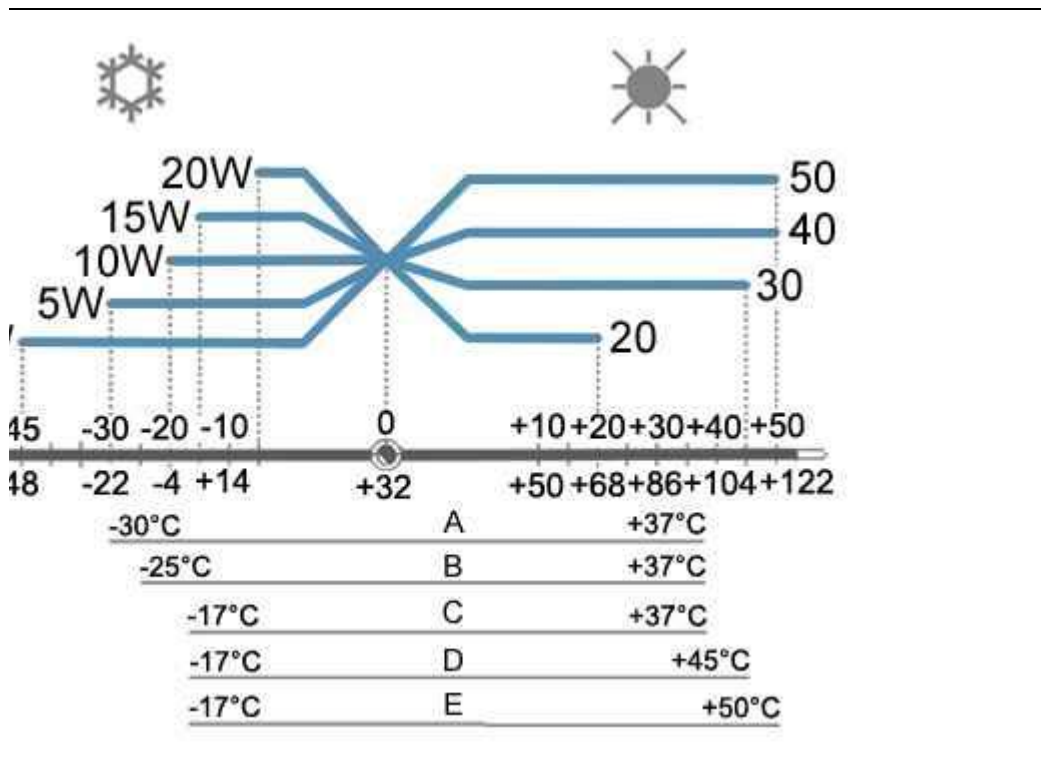 20W 50
15W 40
10W 30
5W 20
-30 -20 -10 0 +10 +20 +30 +40 +50
-22 -4 +14 +32 +50 +68 +86 +104 +122
-30°C A +37°C
-25°C B +37°C
-17°C C +37°C
-17°C D +45°C
-17°C E +50°C